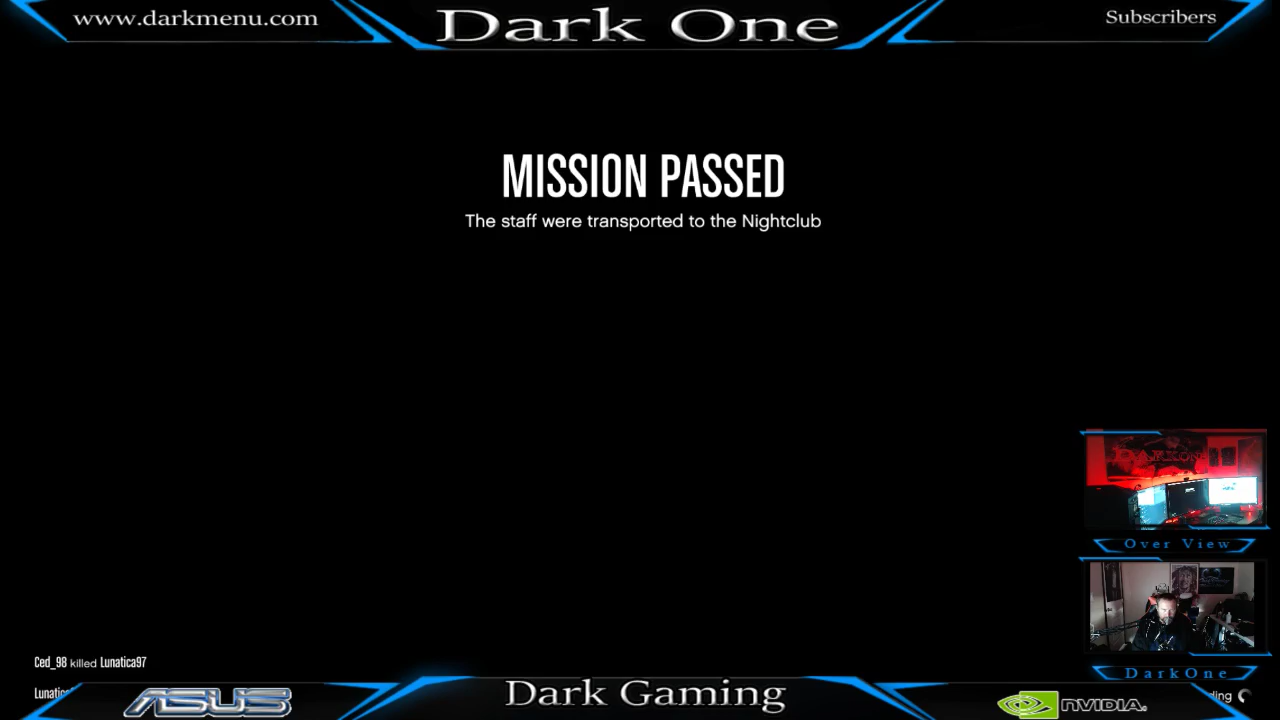 www.darkmenu.com
Dark One
Subscribers
MISSION PASSED
The staff were transported to the Nightclub
DARKONE
Over View
DarkOne
Ced_98 killed Lunatica97
ASUS
Dark Gaming
NVIDIA.